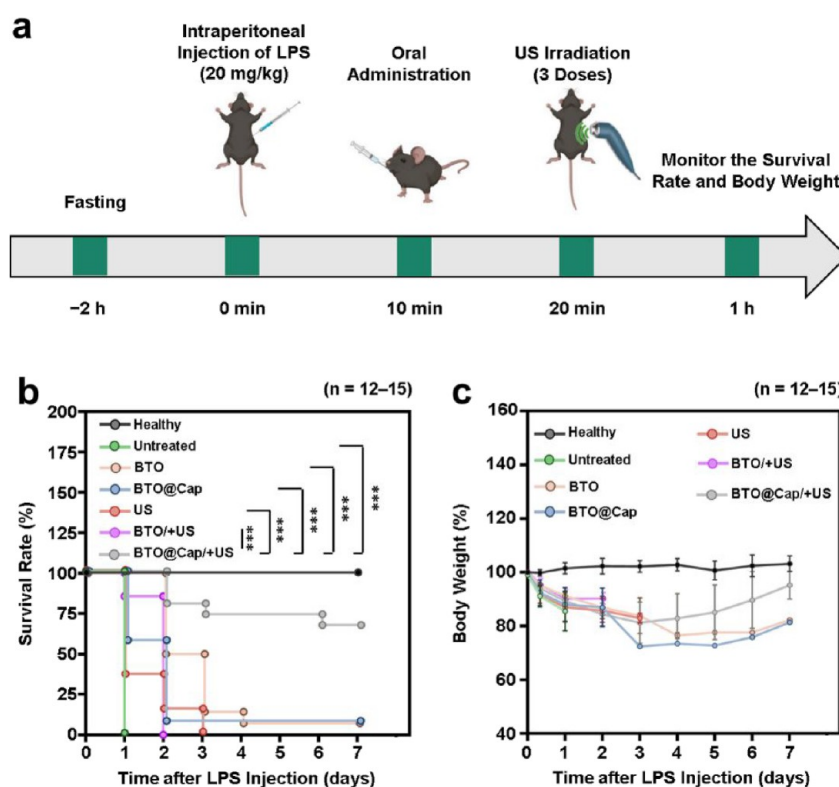 a
Intraperitoneal
Injection of LPS
(20 mg/kg)
Oral
Administration
US Irradiation
(3 Doses)
Monitor the Survival
Rate and Body Weight
Fasting
−2 h
0 min
10 min
20 min
1 h
b
(n = 12–15)
Survival Rate (%)
200
175
150
125
100
75
50
25
0
Healthy
Untreated
BTO
BTO@Cap
US
BTO/+US
BTO@Cap/+US
***
***
***
***
***
0 1 2 3 4 5 6 7
Time after LPS Injection (days)
c
(n = 12–15)
Body Weight (%)
160
140
120
100
80
60
40
Healthy
Untreated
BTO
BTO@Cap
US
BTO/+US
BTO@Cap/+US
0 1 2 3 4 5 6 7
Time after LPS Injection (days)